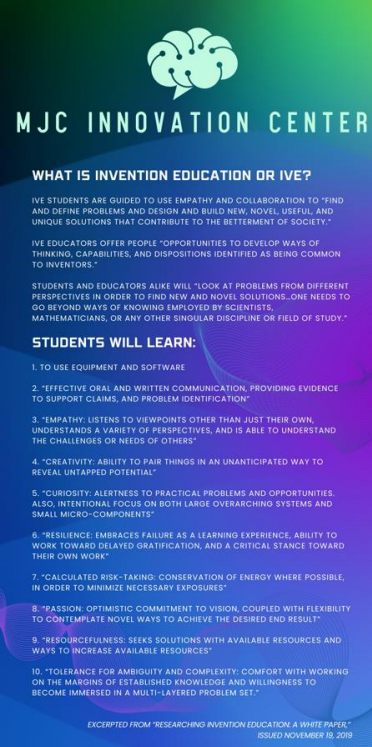 MJC INNOVATION CENTER
WHAT IS INVENTION EDUCATION OR IVE?
IVE STUDENTS ARE GUIDED TO USE EMPATHY AND COLLABORATION TO "FIND
AND DEFINE PROBLEMS AND DESIGN AND BUILD NEW, NOVEL, USEFUL, AND
UNIQUE SOLUTIONS THAT CONTRIBUTE TO THE BETTERMENT OF SOCIETY."
IVE EDUCATORS OFFER PEOPLE "OPPORTUNITIES TO DEVELOP WAYS OF
THINKING, CAPABILITIES, AND DISPOSITIONS IDENTIFIED AS BEING COMMON
TO INVENTORS."
STUDENTS AND EDUCATORS ALIKE WILL "LOOK AT PROBLEMS FROM DIFFERENT
PERSPECTIVES IN ORDER TO FIND NEW AND NOVEL SOLUTIONS...ONE NEEDS TO
GO BEYOND WAYS OF KNOWING EMPLOYED BY SCIENTISTS,
MATHEMATICIANS, OR ANY OTHER SINGULAR DISCIPLINE OR FIELD OF STUDY."
STUDENTS WILL LEARN:
1. TO USE EQUIPMENT AND SOFTWARE
2. "EFFECTIVE ORAL AND WRITTEN COMMUNICATION, PROVIDING EVIDENCE
TO SUPPORT CLAIMS, AND PROBLEM IDENTIFICATION"
3. "EMPATHY: LISTENS TO VIEWPOINTS OTHER THAN JUST THEIR OWN,
UNDERSTANDS A VARIETY OF PERSPECTIVES, AND IS ABLE TO UNDERSTAND
THE CHALLENGES OR NEEDS OF OTHERS"
4. "CREATIVITY: ABILITY TO PAIR THINGS IN AN UNANTICIPATED WAY TO
REVEAL UNTAPPED POTENTIAL"
5. "CURIOSITY: ALERTNESS TO PRACTICAL PROBLEMS AND OPPORTUNITIES.
ALSO, INTENTIONAL FOCUS ON BOTH LARGE OVERARCHING SYSTEMS AND
SMALL MICRO-COMPONENTS"
6. "RESILIENCE: EMBRACES FAILURE AS A LEARNING EXPERIENCE, ABILITY TO
WORK TOWARD DELAYED GRATIFICATION, AND A CRITICAL STANCE TOWARD
THEIR OWN WORK"
7. "CALCULATED RISK-TAKING: CONSERVATION OF ENERGY WHERE POSSIBLE,
IN ORDER TO MINIMIZE NECESSARY EXPOSURES"
8. "PASSION: OPTIMISTIC COMMITMENT TO VISION, COUPLED WITH FLEXIBILITY
TO CONTEMPLATE NOVEL WAYS TO ACHIEVE THE DESIRED END RESULT"
9. "RESOURCEFULNESS: SEEKS SOLUTIONS WITH AVAILABLE RESOURCES AND
WAYS TO INCREASE AVAILABLE RESOURCES"
10. "TOLERANCE FOR AMBIGUITY AND COMPLEXITY: COMFORT WITH WORKING
ON THE MARGINS OF ESTABLISHED KNOWLEDGE AND WILLINGNESS TO
BECOME IMMERSED IN A MULTI-LAYERED PROBLEM SET."
EXCERPTED FROM "RESEARCHING INVENTION EDUCATION: A WHITE PAPER,"
ISSUED NOVEMBER 19, 2019